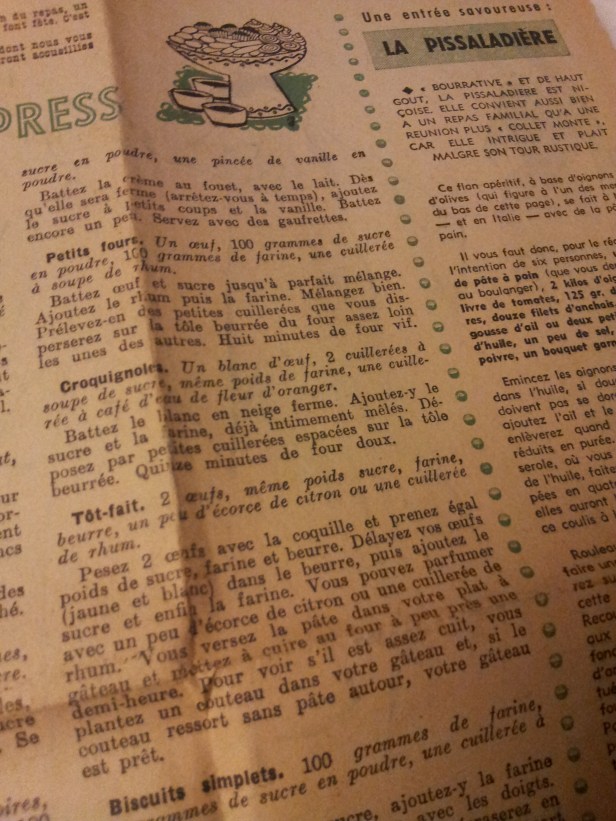 n du repas, un
font fête. C'est
dont nous vous
ront accueillies
PRESS
sucre en poudre, une pincée de vanille en
poudre.
Battez la crème au fouet, avec le lait. Dès
qu'elle sera ferme (arrêtez-vous à temps), ajoutez
le sucre à petits coups et la vanille. Battez
encore un peu. Servez avec des gaufrettes.
Petits fours. Un œuf, 100 grammes de sucre
en poudre, 100 grammes de farine, une cuillerée
à soupe de rhum.
Battez œuf et sucre jusqu'à parfait mélange.
Ajoutez le rhum puis la farine. Mélangez bien.
Prélevez-en des petites cuillerées que vous dis-
perserez sur la tôle beurrée du four assez loin
les unes des autres. Huit minutes de four vif.
Croquignoles. Un blanc d'œuf, 2 cuillerées à
soupe de sucre, même poids de farine, une cuille-
rée à café d'eau de fleur d'oranger.
Battez le blanc en neige ferme. Ajoutez-y le
sucre et la farine, déjà intimement mêlés. Dé-
posez par petites cuillerées espacées sur la tôle
beurrée. Quinze minutes de four doux.
Tôt-fait. 2 œufs, même poids sucre, farine,
beurre, un peu d'écorce de citron ou une cuillerée
de rhum.
Pesez 2 œufs avec la coquille et prenez égal
poids de sucre, farine et beurre. Délayez vos œufs
(jaune et blanc) dans le beurre, puis ajoutez le
sucre et enfin la farine. Vous pouvez parfumer
avec un peu d'écorce de citron ou une cuillerée de
rhum. Vous versez la pâte dans votre plat à
gâteau et mettez à cuire au four à peu près une
demi-heure. Pour voir s'il est assez cuit, vous
plantez un couteau dans votre gâteau et, si le
couteau ressort sans pâte autour, votre gâteau
est prêt.
Biscuits simplets. 100 grammes de farine,
grammes de sucre en poudre, une cuillerée à
cre, ajoutez-y la farine
avec les doigts.
raserez en
Une entrée savoureuse :
LA PISSALADIÈRE
◆ « BOURRATIVE » ET DE HAUT
GOUT, LA PISSALADIERE EST NI-
ÇOISE. ELLE CONVIENT AUSSI BIEN
A UN REPAS FAMILIAL QU'A UNE
REUNION PLUS « COLLET MONTE ».
CAR ELLE INTRIGUE ET PLAIT
MALGRE SON TOUR RUSTIQUE.
Ce flan apéritif, à base d'oignons
d'olives (qui figure à l'un des m
du bas de cette page), se fait à
— et en Italie — avec de la p
pain.
Il vous faut donc, pour le ré
l'intention de six personnes,
de pâte à pain (que vous de
au boulanger), 2 kilos d'oig
livre de tomates, 125 gr. d
res, douze filets d'anchois
gousse d'ail ou deux peti
d'huile, un peu de sel,
poivre, un bouquet garn
Emincez les oignons
dans l'huile, si dou
doivent pas se dor
ajoutez l'ail et le
enlèverez quand
réduits en purée.
serole, où vous
de l'huile, faite
pées en quatr
elles auront
ce coulis à
Roulea
faire un
rez
cette
Recou
aus
fon
d'a